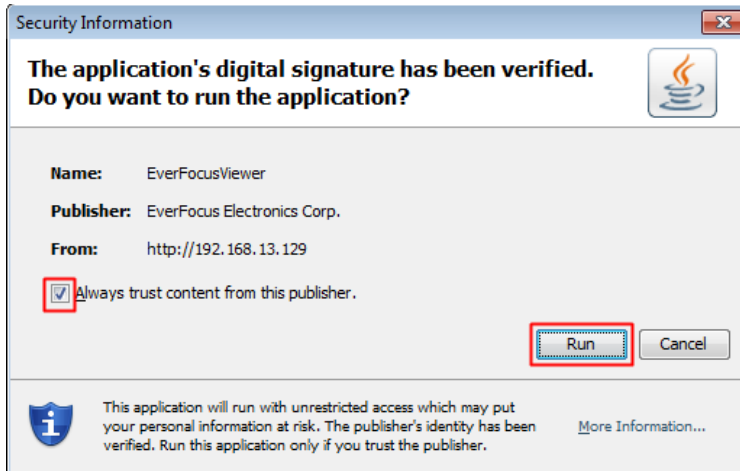 Security Information
The application's digital signature has been verified.
Do you want to run the application?
Name: EverFocusViewer
Publisher: EverFocus Electronics Corp.
From: http://192.168.13.129
Always trust content from this publisher.
Run Cancel
This application will run with unrestricted access which may put
your personal information at risk. The publisher's identity has been
verified. Run this application only if you trust the publisher.
More Information...